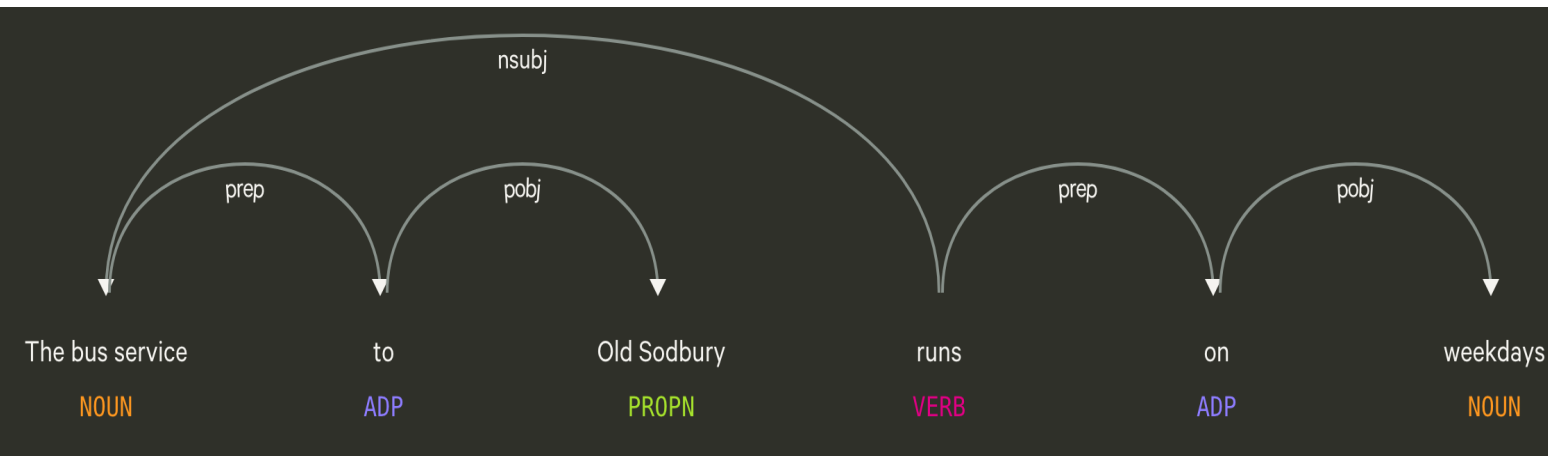 nsubj
prep pobj prep pobj
The bus service to Old Sodbury runs on weekdays
NOUN ADP PROPN VERB ADP NOUN